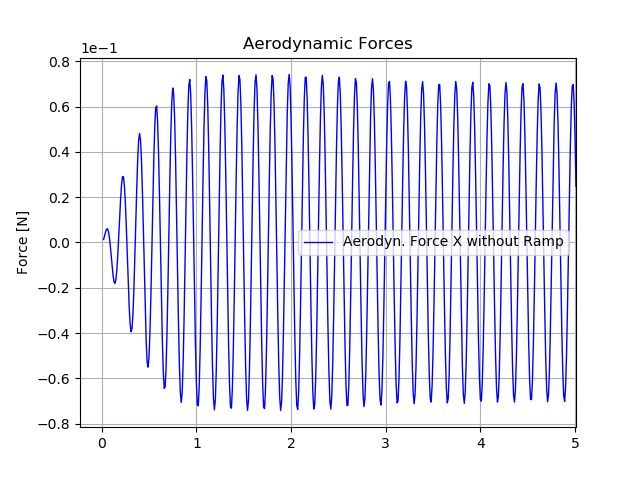 Aerodynamic Forces
1e−1
0.8
0.6
0.4
0.2
0.0
−0.2
−0.4
−0.6
−0.8
Force [N]
Aerodyn. Force X without Ramp
0 1 2 3 4 5